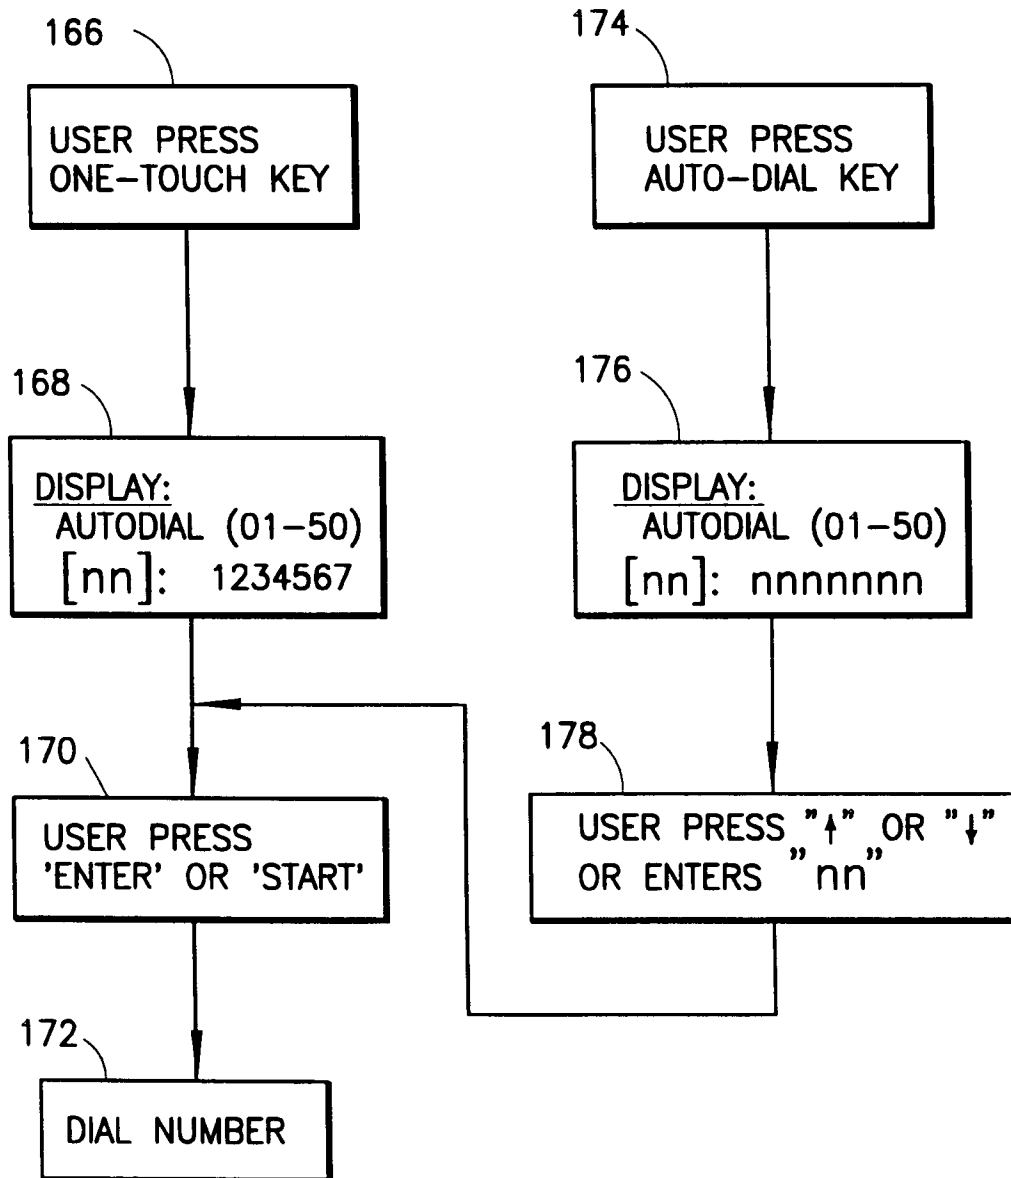 166
USER PRESS
ONE-TOUCH KEY
168
DISPLAY:
AUTODIAL (01-50)
[nn]: 1234567
170
USER PRESS
'ENTER' OR 'START'
172
DIAL NUMBER
174
USER PRESS
AUTO-DIAL KEY
176
DISPLAY:
AUTODIAL (01-50)
[nn]: nnnnnnn
178
USER PRESS "↑" OR "↓"
OR ENTERS "nn"